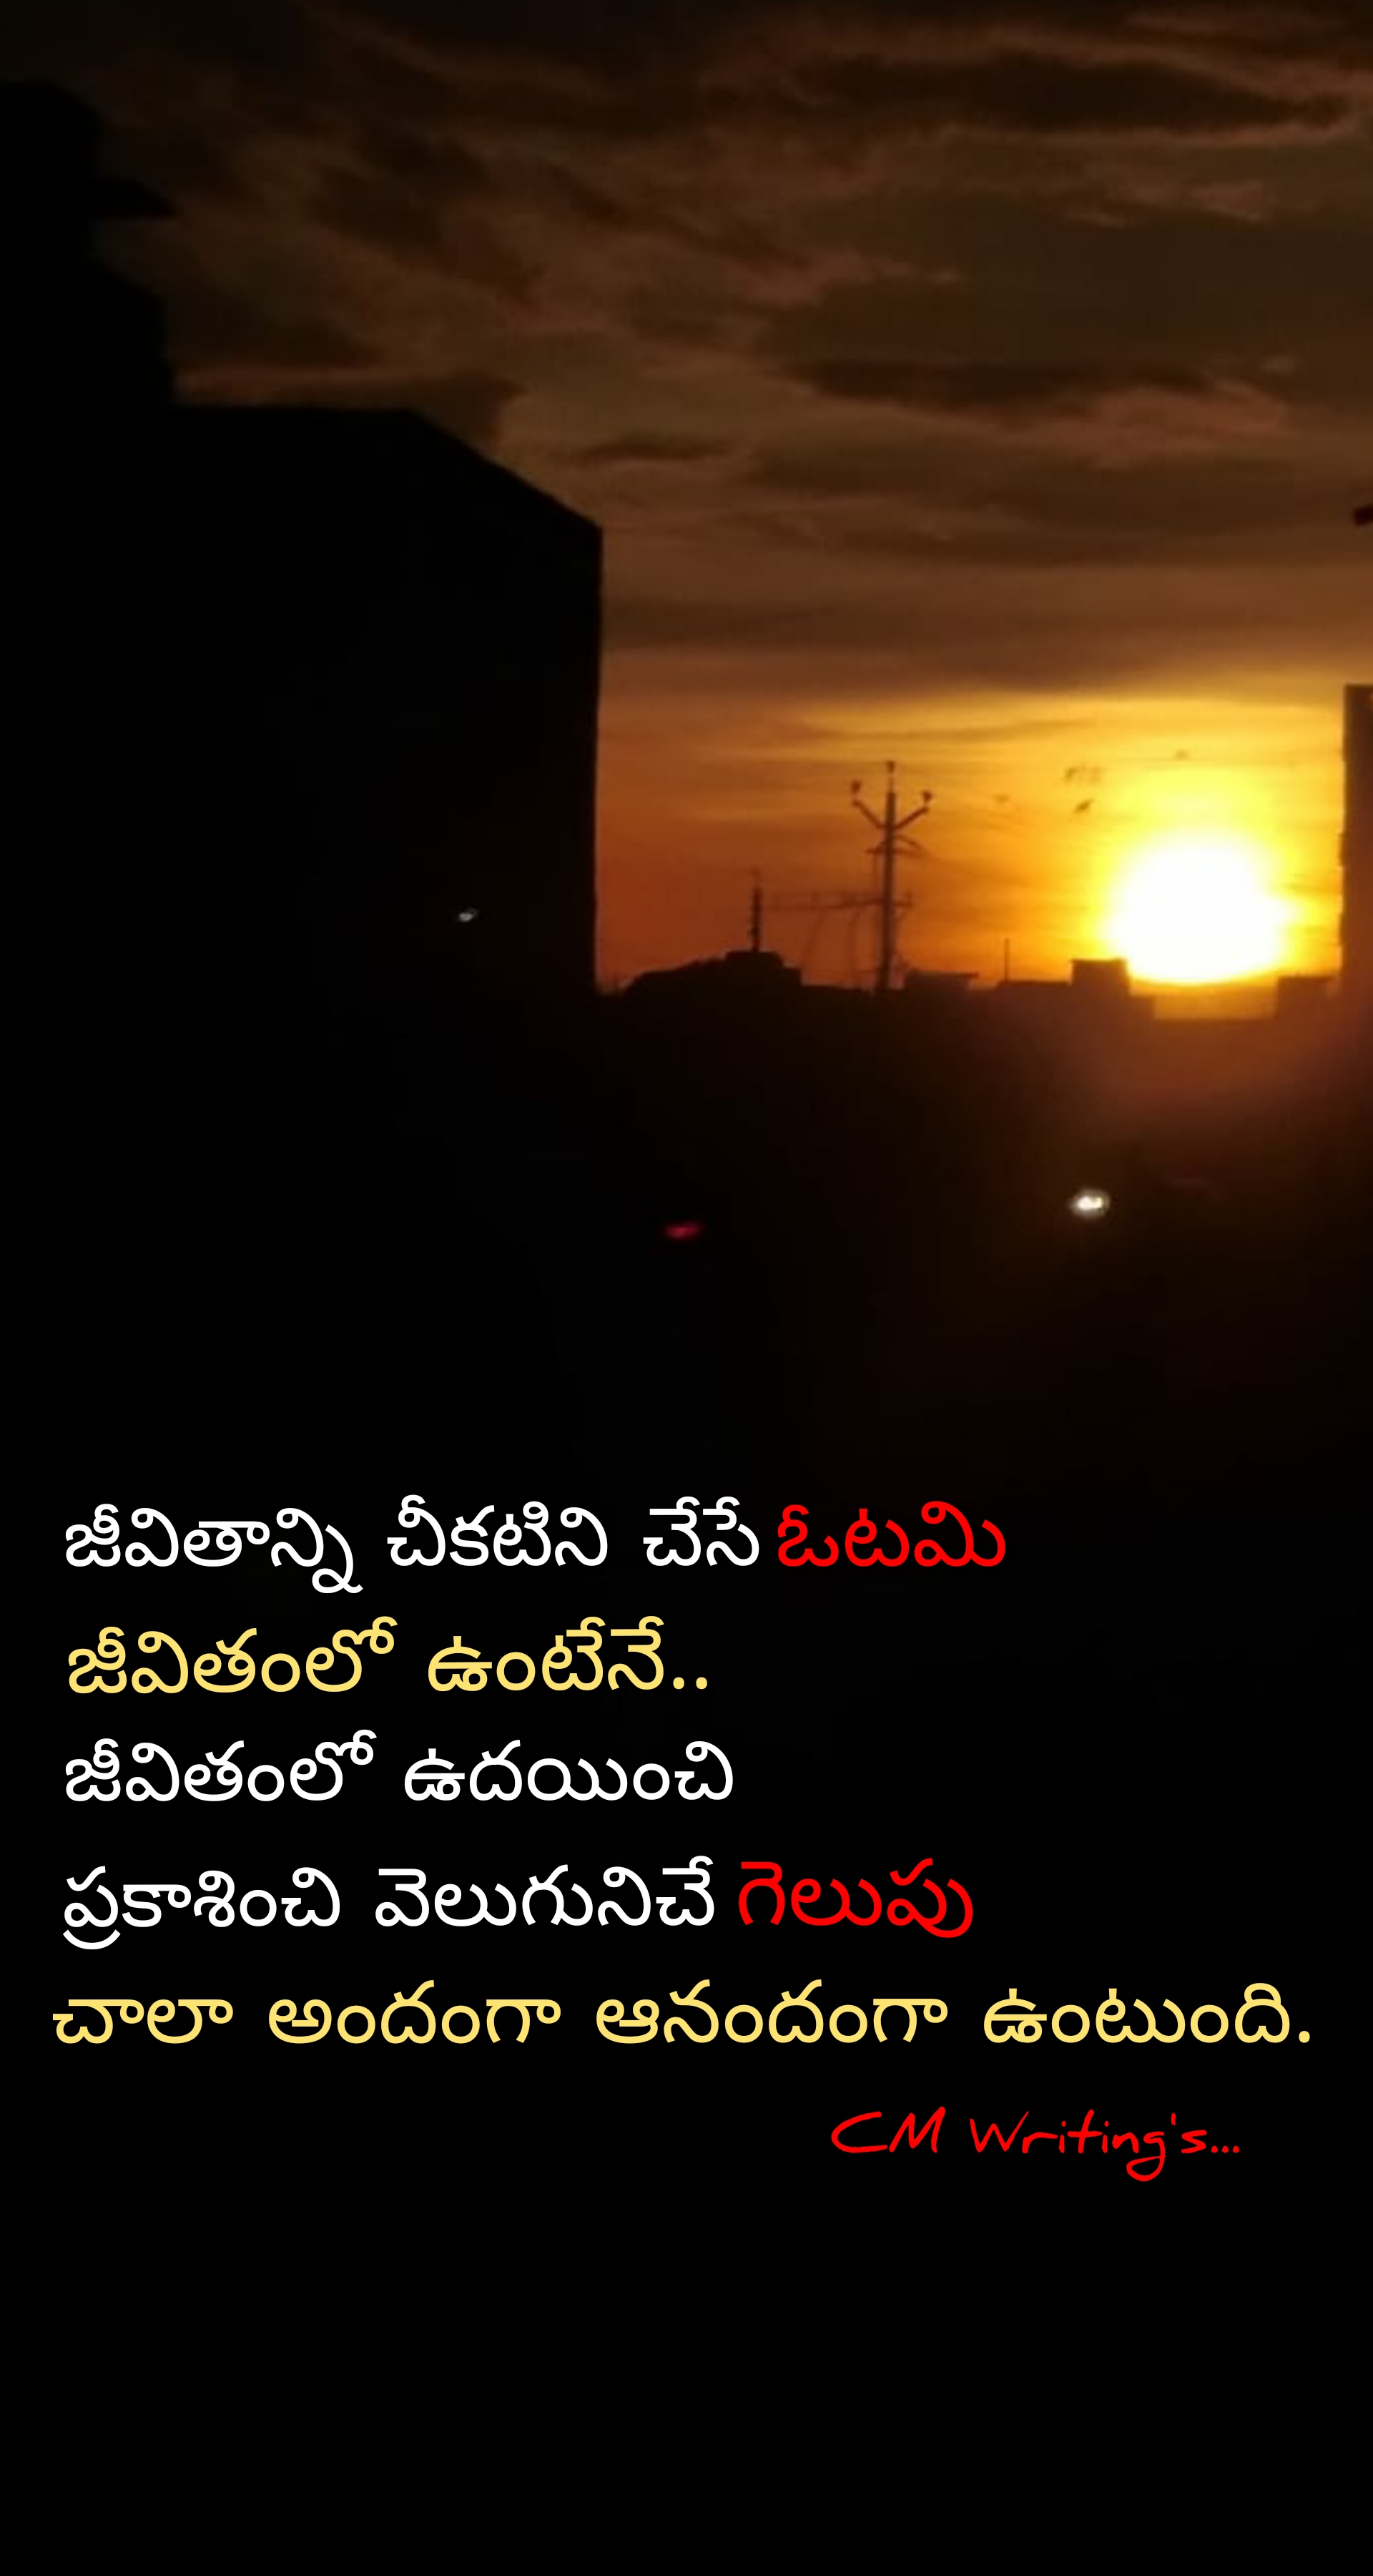 జీవితాన్ని చీకటిని చేసే ఓటమి
జీవితంలో ఉంటేనే..
జీవితంలో ఉదయించి
ప్రకాశించి వెలుగునిచే గెలుపు
చాలా అందంగా ఆనందంగా ఉంటుంది.
CM Writing's...